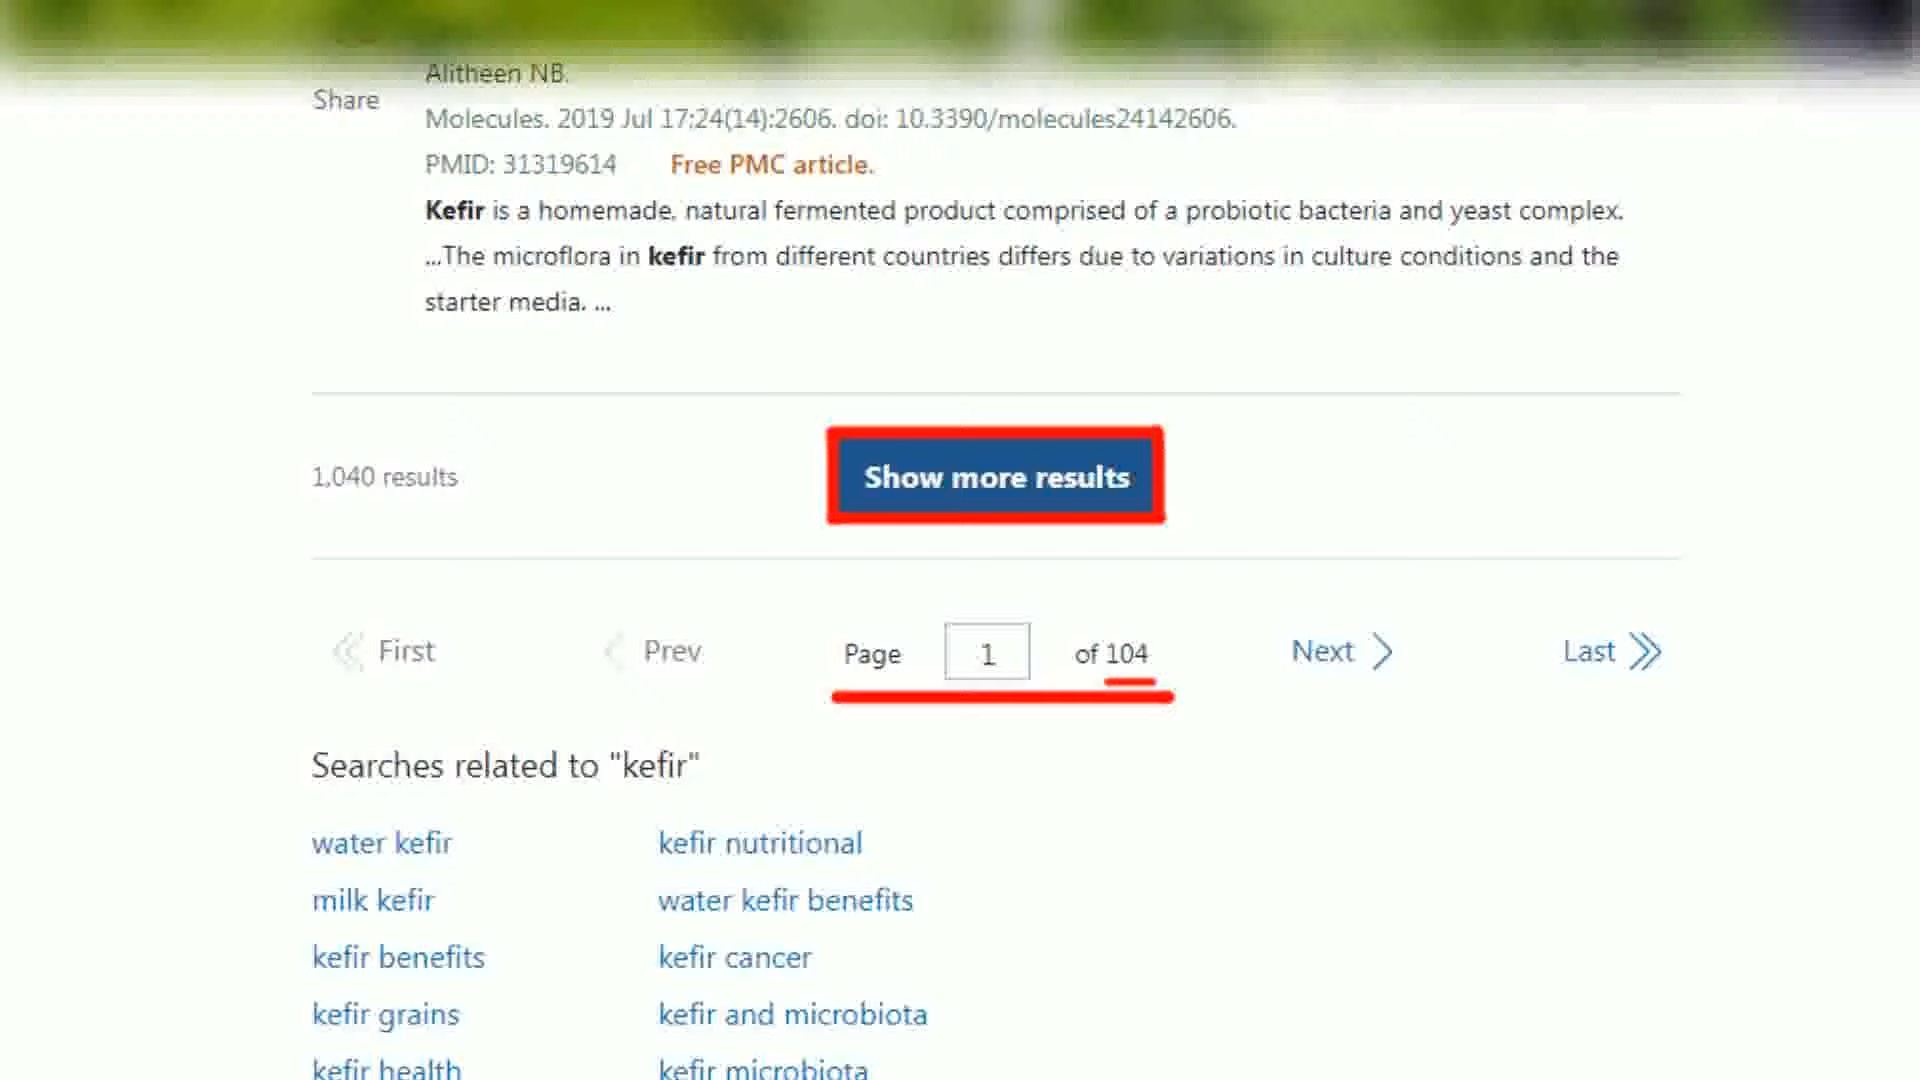 Alitheen NB.
Share
Molecules. 2019 Jul 17;24(14):2606. doi: 10.3390/molecules24142606.
PMID: 31319614 Free PMC article.
Kefir is a homemade, natural fermented product comprised of a probiotic bacteria and yeast complex.
...The microflora in kefir from different countries differs due to variations in culture conditions and the
starter media. ...
1,040 results
Show more results
First Prev Page 1 of 104 Next Last
Searches related to "kefir"
water kefir kefir nutritional
milk kefir water kefir benefits
kefir benefits kefir cancer
kefir grains kefir and microbiota
kefir health kefir microbiota